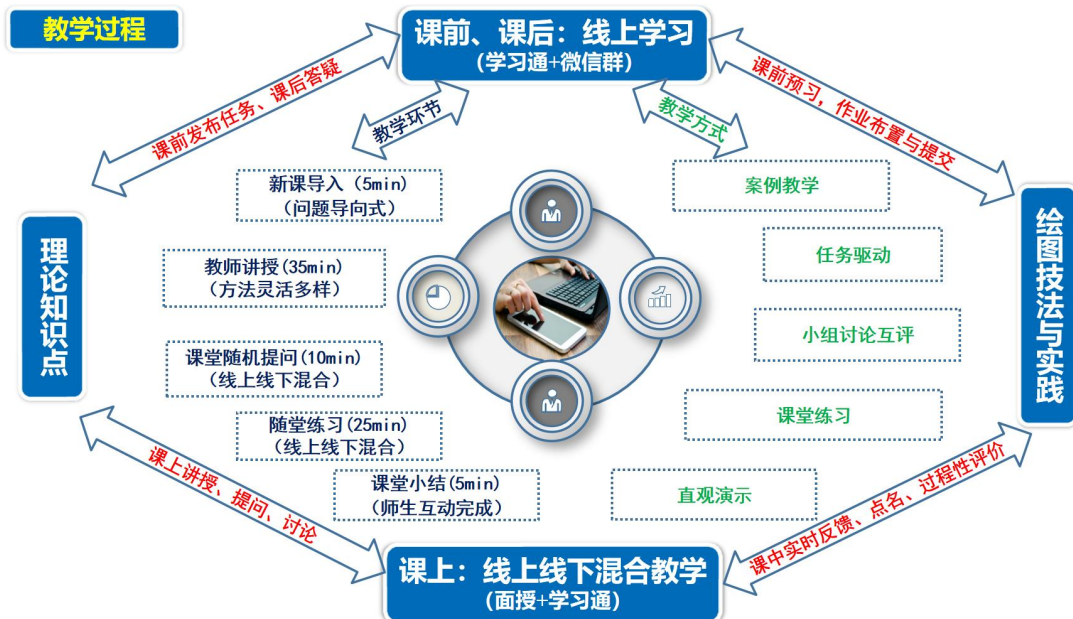 教学过程
课前、课后：线上学习
(学习通+微信群)
课前发布任务、课后答疑
课前预习，作业布置与提交
教学环节
教学方式
新课导入（5min)
（问题导向式）
教师讲授(35min)
（方法灵活多样）
课堂随机提问(10min)
（线上线下混合）
随堂练习(25min)
（线上线下混合）
课堂小结(5min)
（师生互动完成）
案例教学
任务驱动
小组讨论互评
课堂练习
直观演示
理论知识点
绘图技法与实践
课上讲授、提问、讨论
课中实时反馈、点名、过程性评价
课上：线上线下混合教学
(面授+学习通)